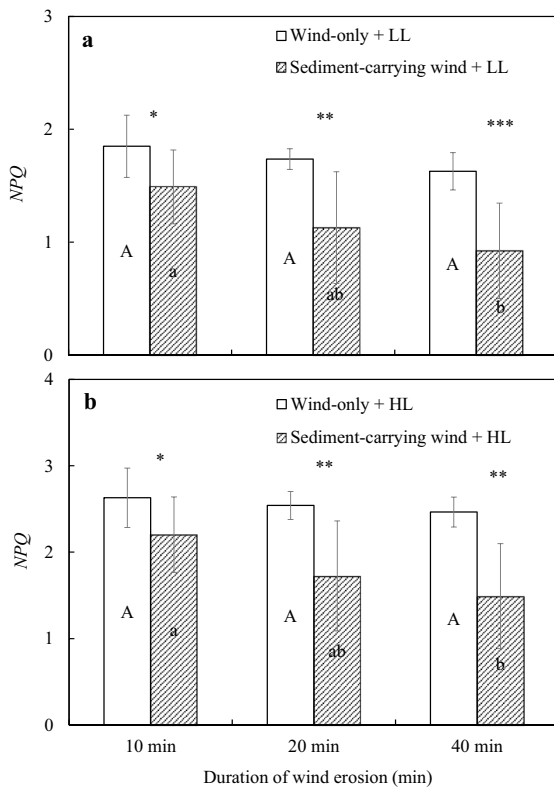 3
a
Wind-only + LL
Sediment-carrying wind + LL
* ** ***
2
NPQ
1
A a A ab A b
0
4
b
Wind-only + HL
Sediment-carrying wind + HL
* ** **
3
NPQ
2
1
A a A ab A b
0
10 min 20 min 40 min
Duration of wind erosion (min)